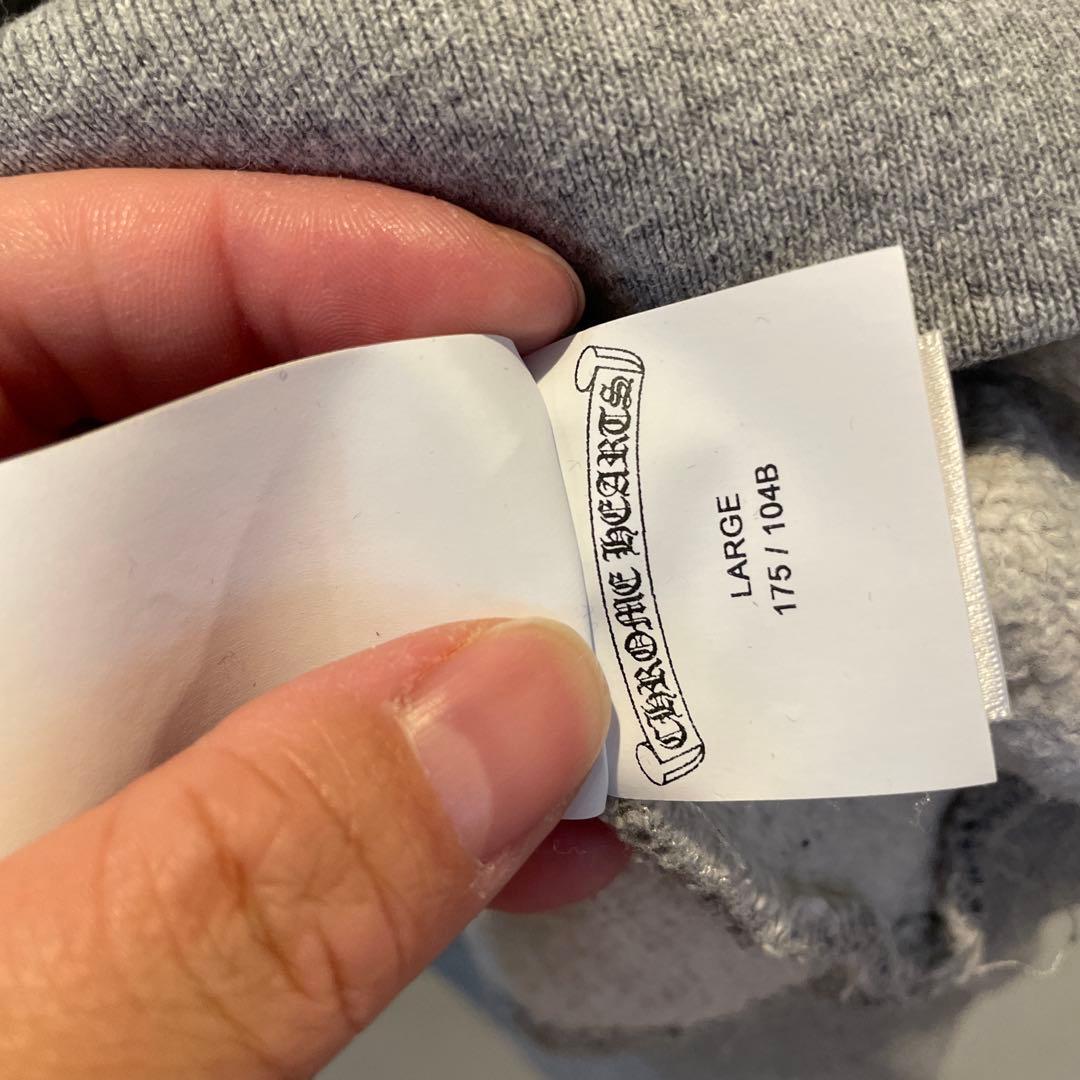 CHROME HEARTS
LARGE
175 / 104B